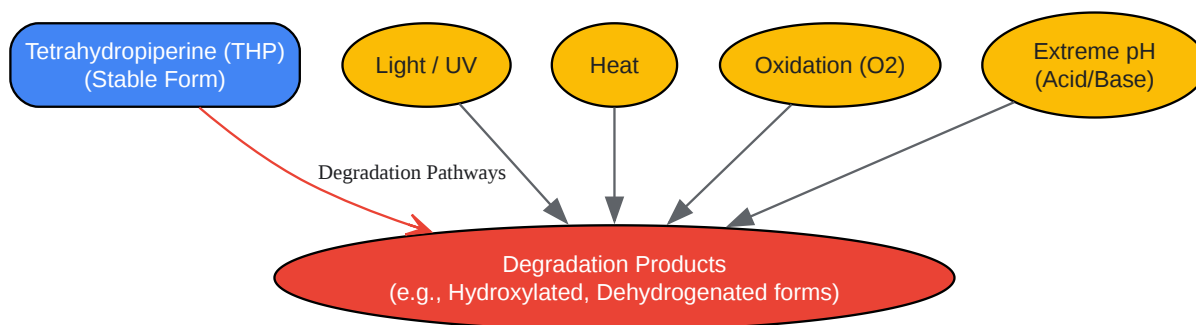 Tetrahydropiperine (THP)
(Stable Form)
Light / UV
Heat
Oxidation (O2)
Extreme pH
(Acid/Base)
Degradation Pathways
Degradation Products
(e.g., Hydroxylated, Dehydrogenated forms)